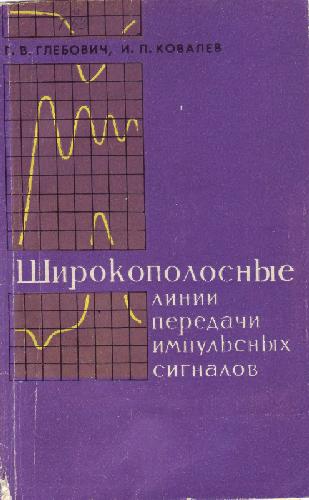 Г. В. ГЛЕБОВИЧ, И. П. КОВАЛЕВ
Широкополосные
линии
передачи
импульсных
сигналов